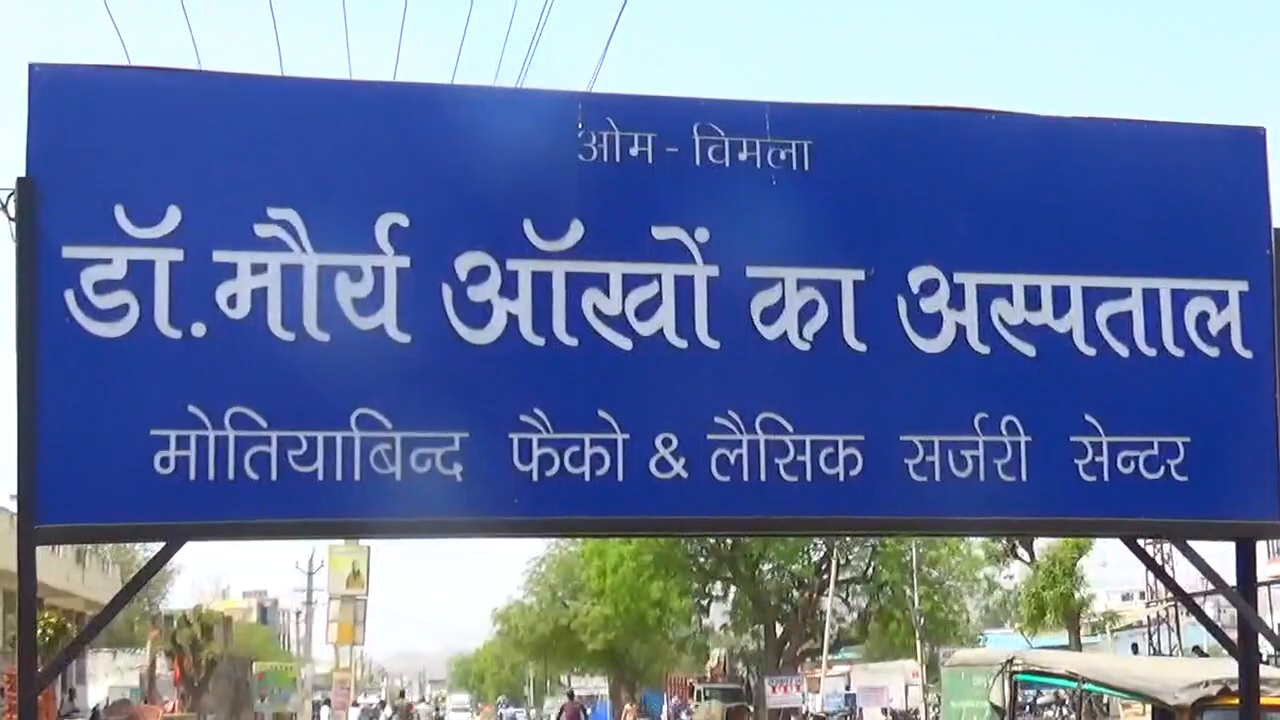 ओम - विमला
डॉ. मौर्य ऑखों का अस्पताल
मोतियाबिन्द फैको & लैसिक सर्जरी सेन्टर